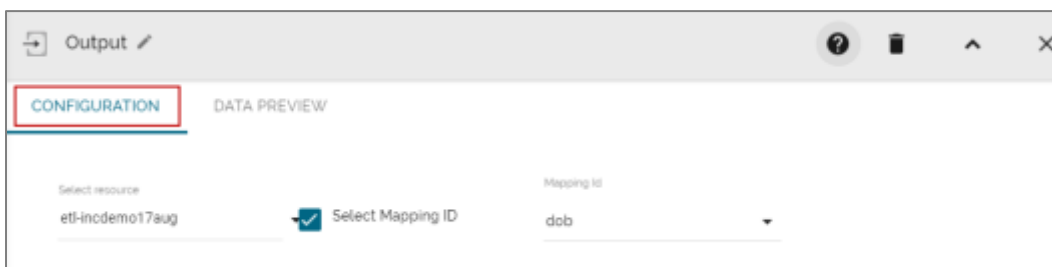 Output
CONFIGURATION DATA PREVIEW
Select resource Mapping Id
etl-incdemo17aug Select Mapping ID dob